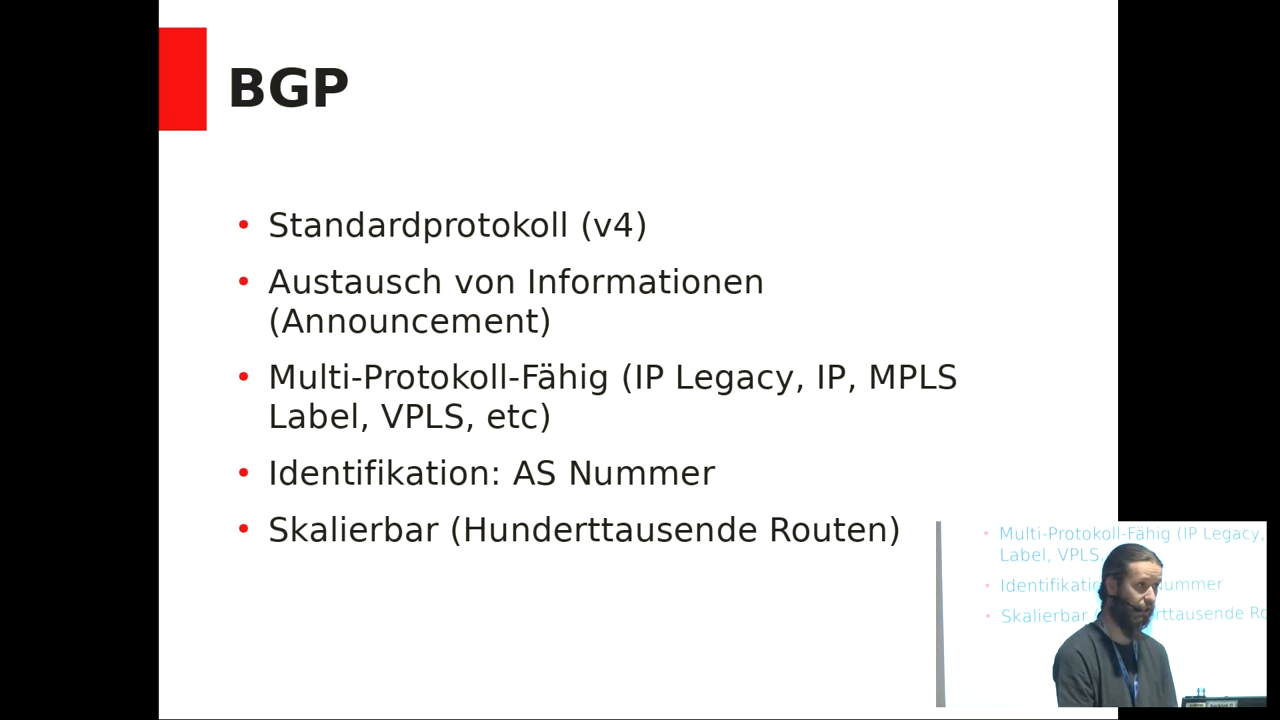 BGP
• Standardprotokoll (v4)
• Austausch von Informationen
(Announcement)
• Multi-Protokoll-Fähig (IP Legacy, IP, MPLS
Label, VPLS, etc)
• Identifikation: AS Nummer
• Skalierbar (Hunderttausende Routen)
• Multi-Protokoll-Fähig (IP Legacy,
Label, VPLS,
• Identifikatio ummer
• Skalierbar ( rttausende Ro